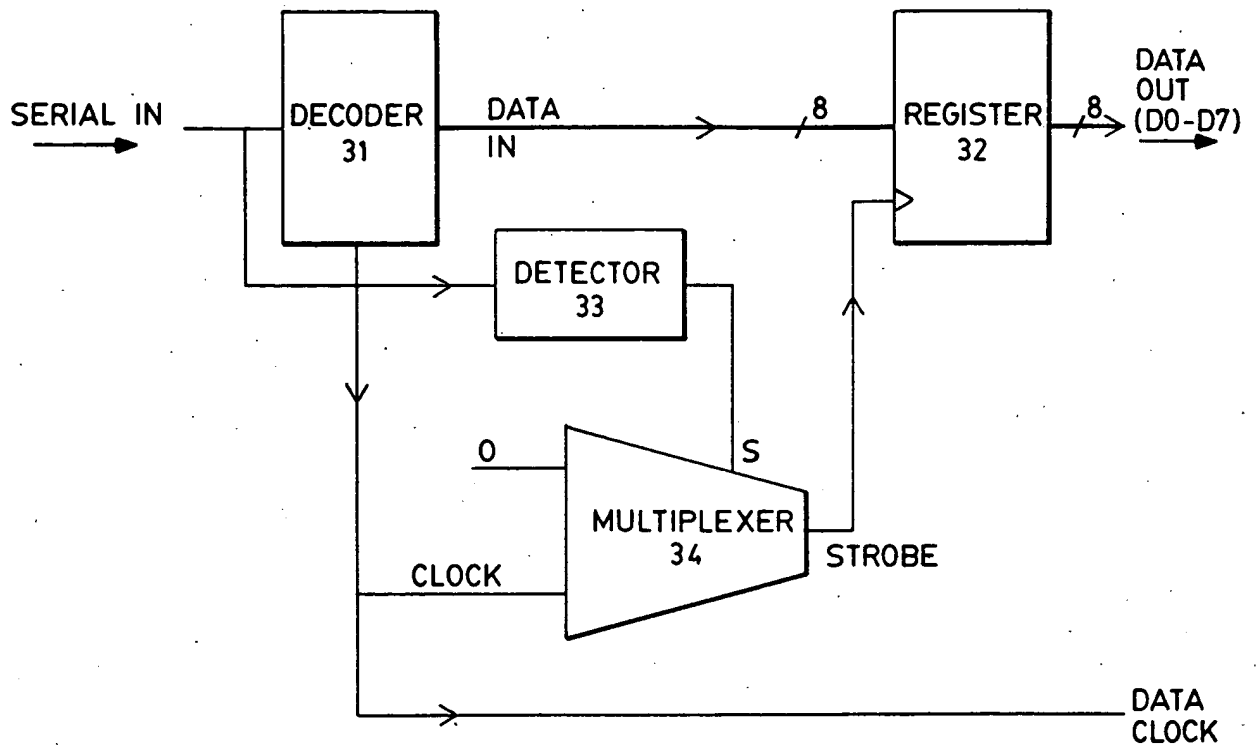 SERIAL IN
DECODER
31
DATA
IN
8
REGISTER
32
8
DATA
OUT
(D0-D7)
DETECTOR
33
0
S
MULTIPLEXER
34
STROBE
CLOCK
DATA
CLOCK